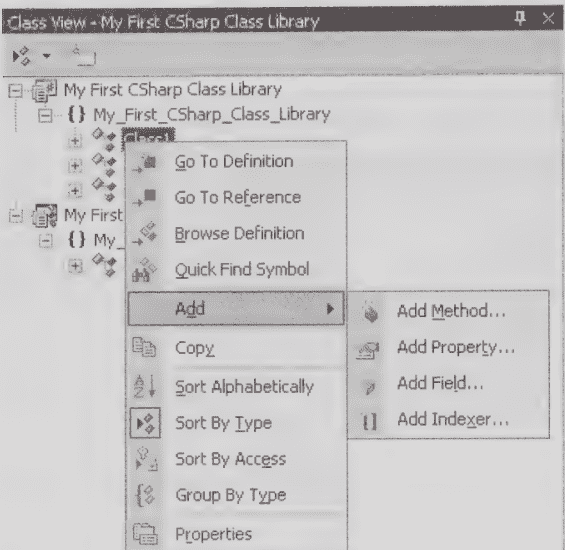 Class View - My First CSharp Class Library
My First CSharp Class Library
{} My_First_CSharp_Class_Library
Class1
Go To Definition
Go To Reference
My First
Browse Definition
{} My_
Quick Find Symbol
Add
Add Method...
Copy
Add Property...
Sort Alphabetically
Add Field...
Sort By Type
Add Indexer...
Sort By Access
Group By Type
Properties